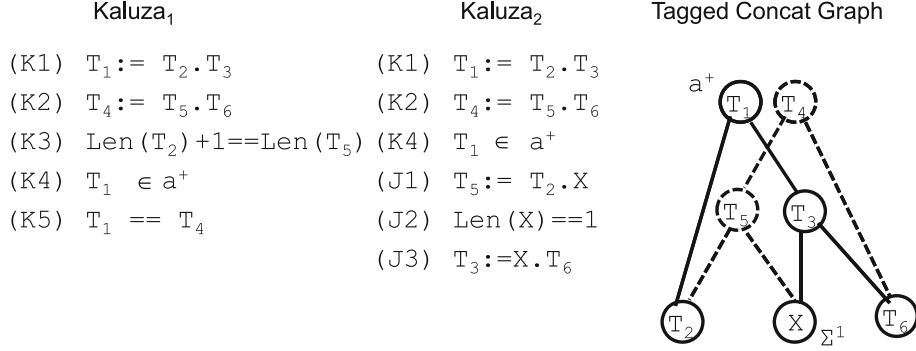 Kaluza₁
(K1) T₁:= T₂.T₃
(K2) T₄:= T₅.T₆
(K3) Len(T₂)+1==Len(T₅)
(K4) T₁ ∈ a⁺
(K5) T₁ == T₄
Kaluza₂
(K1) T₁:= T₂.T₃
(K2) T₄:= T₅.T₆
(K4) T₁ ∈ a⁺
(J1) T₅:= T₂.X
(J2) Len(X)==1
(J3) T₃:=X.T₆
Tagged Concat Graph
a⁺ T₁ T₄
T₅ T₃
T₂ X Σ¹ T₆